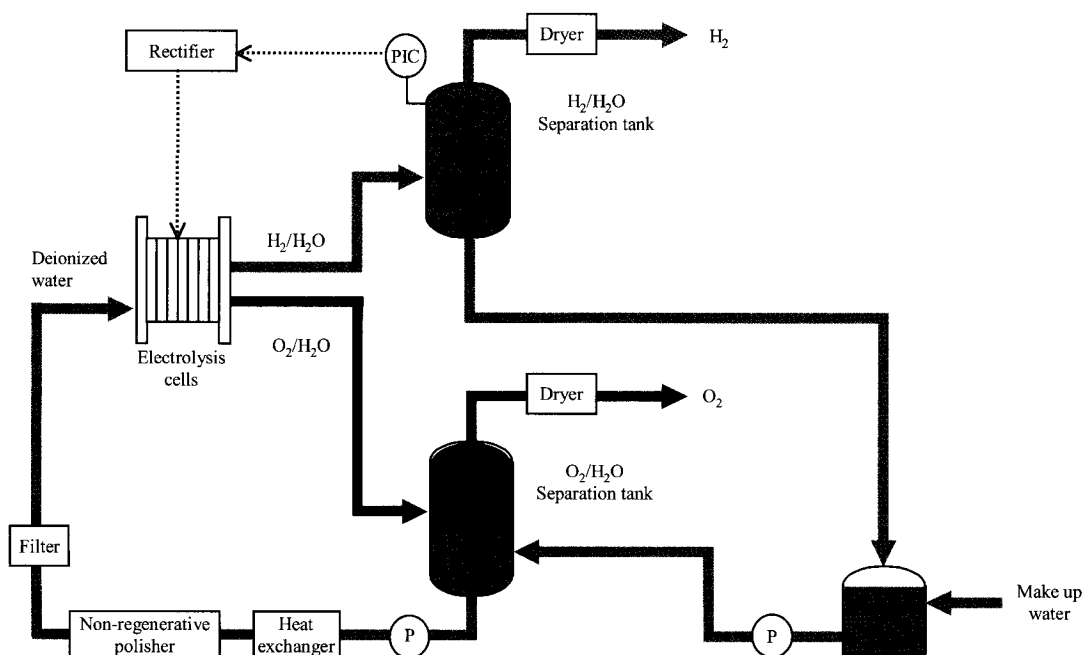 Dryer
H₂
Rectifier
PIC
H₂/H₂O
Separation tank
H₂/H₂O
Deionized
water
O₂/H₂O
Electrolysis
cells
Dryer
O₂
O₂/H₂O
Separation tank
Filter
Make up
water
Non-regenerative
polisher
Heat
exchanger
P
P